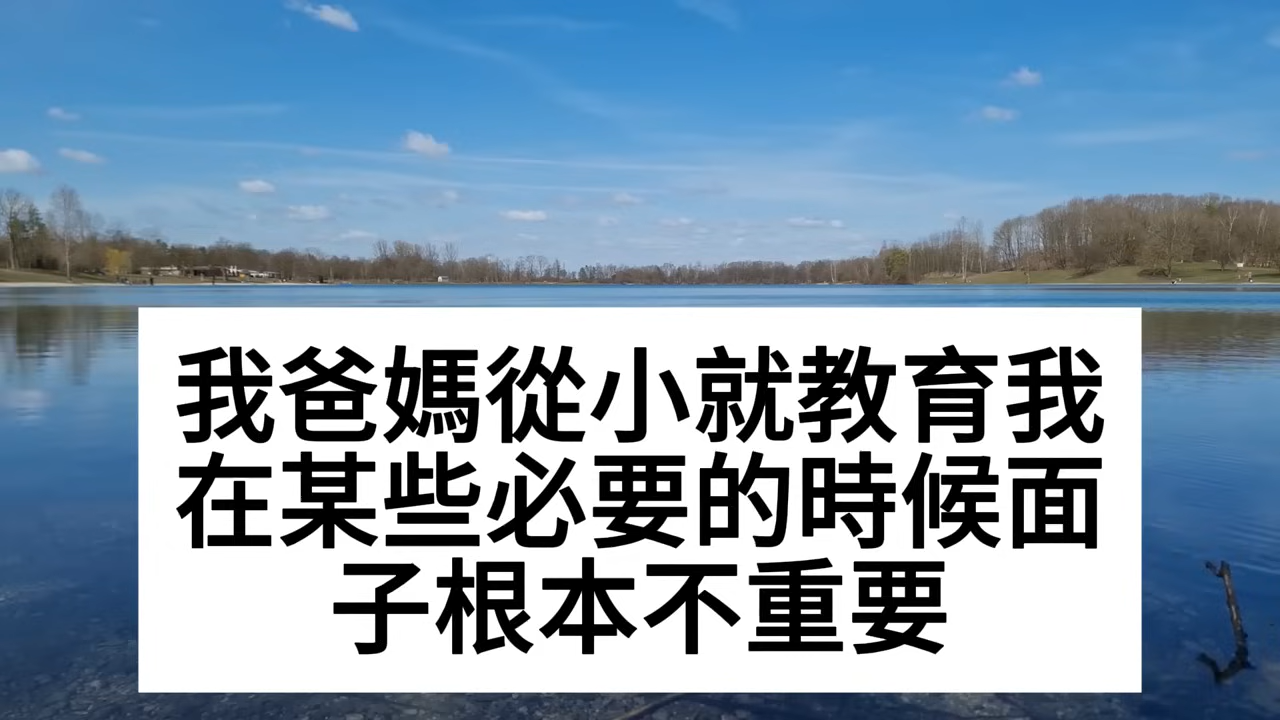 我爸媽從小就教育我
在某些必要的時候面
子根本不重要